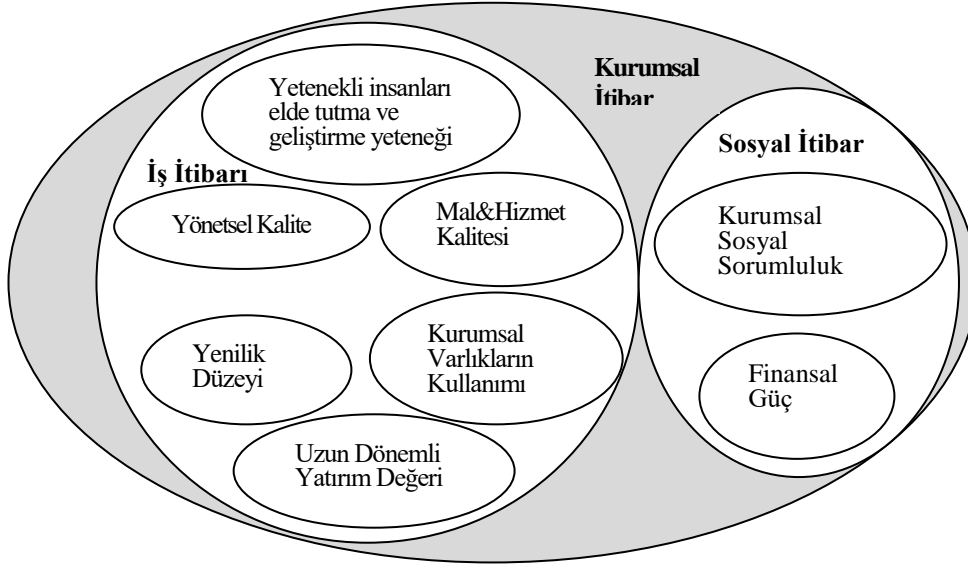 Kurumsal
İtibar
Yetenekli insanları
elde tutma ve
geliştirme yeteneği
İş İtibarı
Yönetsel Kalite
Mal&Hizmet
Kalitesi
Yenilik
Düzeyi
Kurumsal
Varlıkların
Kullanımı
Uzun Dönemli
Yatırım Değeri
Sosyal İtibar
Kurumsal
Sosyal
Sorumluluk
Finansal
Güç